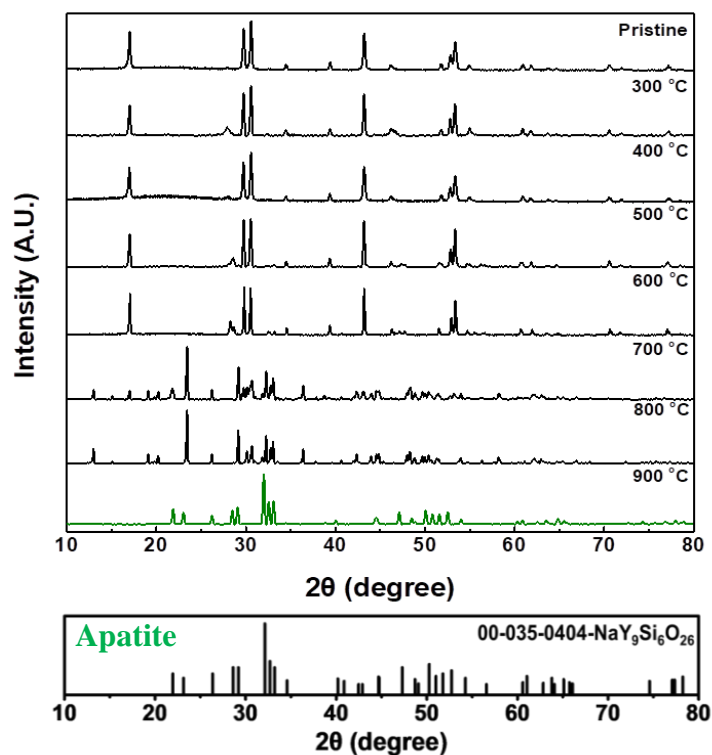 Pristine
300 °C
400 °C
500 °C
600 °C
700 °C
800 °C
900 °C
Intensity (A.U.)
10 20 30 40 50 60 70 80
2θ (degree)
Apatite 00-035-0404-NaY₉Si₆O₂₆
10 20 30 40 50 60 70 80
2θ (degree)